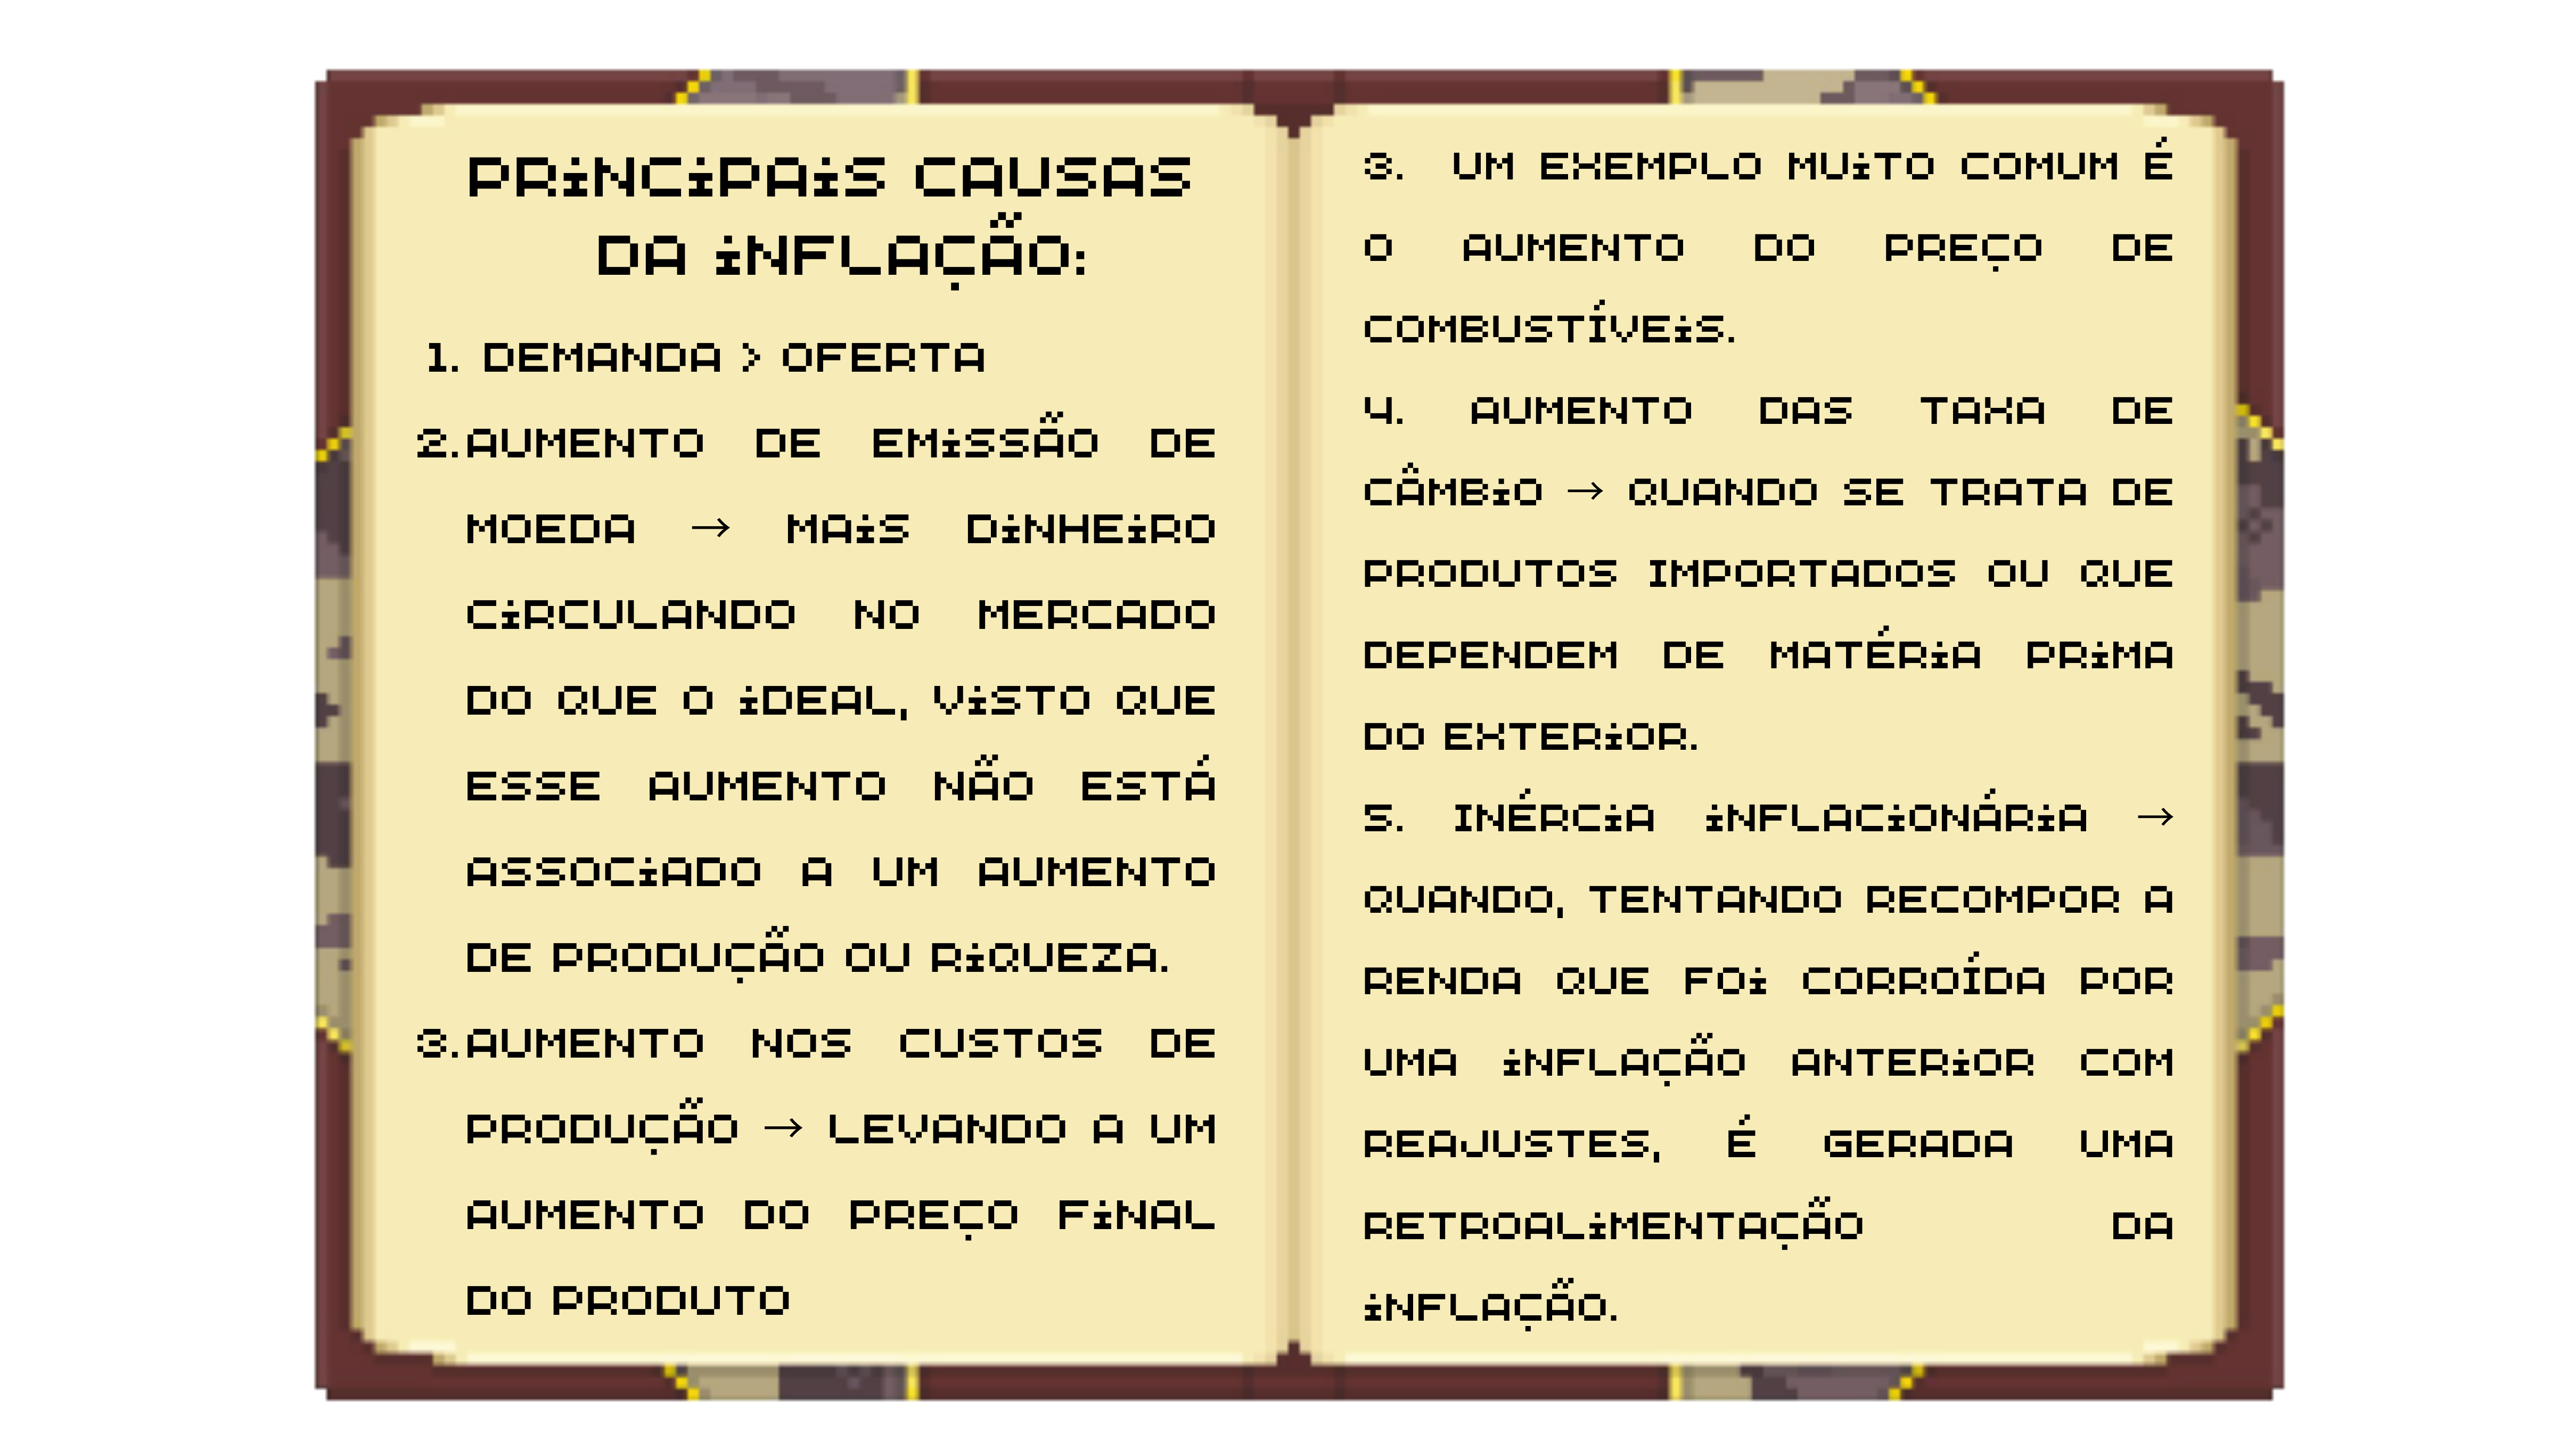 PRiNCiPAiS CAUSAS
DA iNFLAÇÃO:
1. DEMANDA > OFERTA
2. AUMENTO DE EMiSSÃO DE
MOEDA → MAiS DiNHEiRO
CiRCULANDO NO MERCADO
DO QUE O iDEAL, ViSTO QUE
ESSE AUMENTO NÃO ESTÁ
ASSOCiADO A UM AUMENTO
DE PRODUÇÃO OU RiQUEZA.
3. AUMENTO NOS CUSTOS DE
PRODUÇÃO → LEVANDO A UM
AUMENTO DO PREÇO FiNAL
DO PRODUTO
3. UM EXEMPLO MUiTO COMUM É
O AUMENTO DO PREÇO DE
COMBUSTÍVEiS.
4. AUMENTO DAS TAXA DE
CÂMBiO → QUANDO SE TRATA DE
PRODUTOS IMPORTADOS OU QUE
DEPENDEM DE MATÉRiA PRiMA
DO EXTERiOR.
5. INÉRCiA iNFLACiONÁRiA →
QUANDO, TENTANDO RECOMPOR A
RENDA QUE FOi CORROÍDA POR
UMA iNFLAÇÃO ANTERiOR COM
REAJUSTES, É GERADA UMA
RETROALiMENTAÇÃO DA
iNFLAÇÃO.